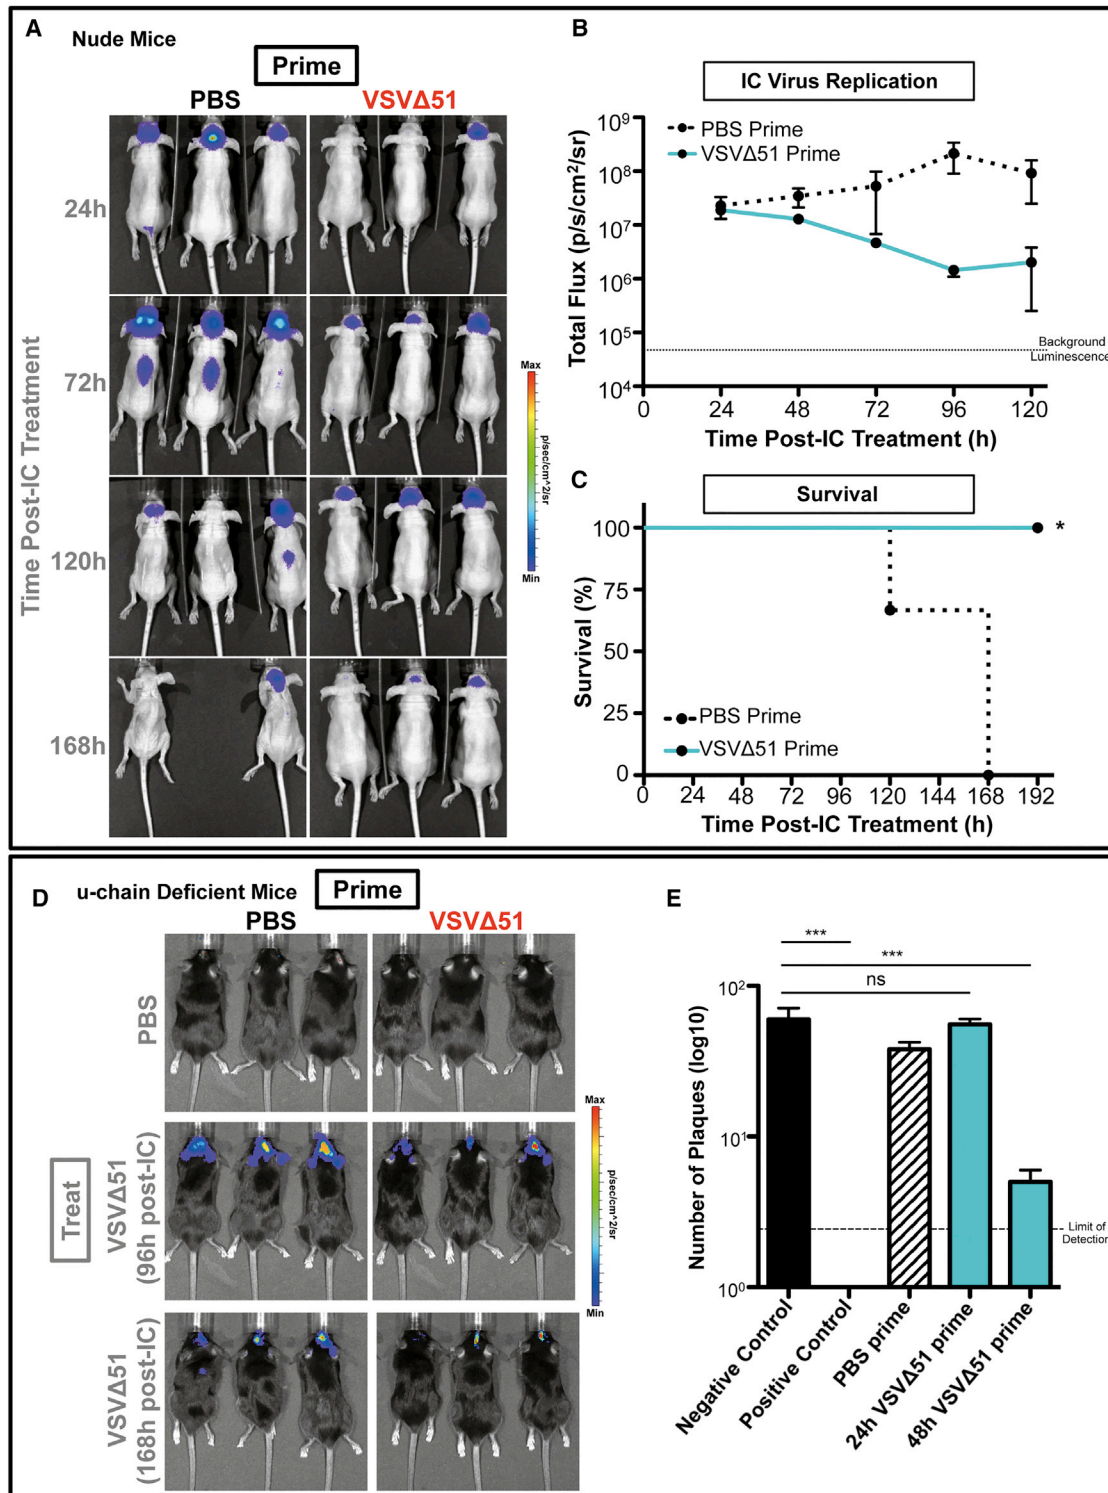 A
Nude Mice
Prime
PBS
VSVΔ51
Time Post-IC Treatment
24h
72h
120h
168h
Max
p/sec/cm^2/sr
Min
B
IC Virus Replication
PBS Prime
VSVΔ51 Prime
Total Flux (p/s/cm²/sr)
10⁹
10⁸
10⁷
10⁶
10⁵
10⁴
Background
Luminescence
0 24 48 72 96 120
Time Post-IC Treatment (h)
C
Survival
Survival (%)
100
75
50
25
0
*
PBS Prime
VSVΔ51 Prime
0 24 48 72 96 120 144 168 192
Time Post-IC Treatment (h)
D
u-chain Deficient Mice
Prime
PBS
VSVΔ51
Treat
PBS
VSVΔ51
(96h post-IC)
VSVΔ51
(168h post-IC)
Max
p/sec/cm^2/sr
Min
E
***
***
ns
Number of Plaques (log10)
10²
10¹
10⁰
Limit of
Detection
Negative Control
Positive Control
PBS prime
24h VSVΔ51 prime
48h VSVΔ51 prime